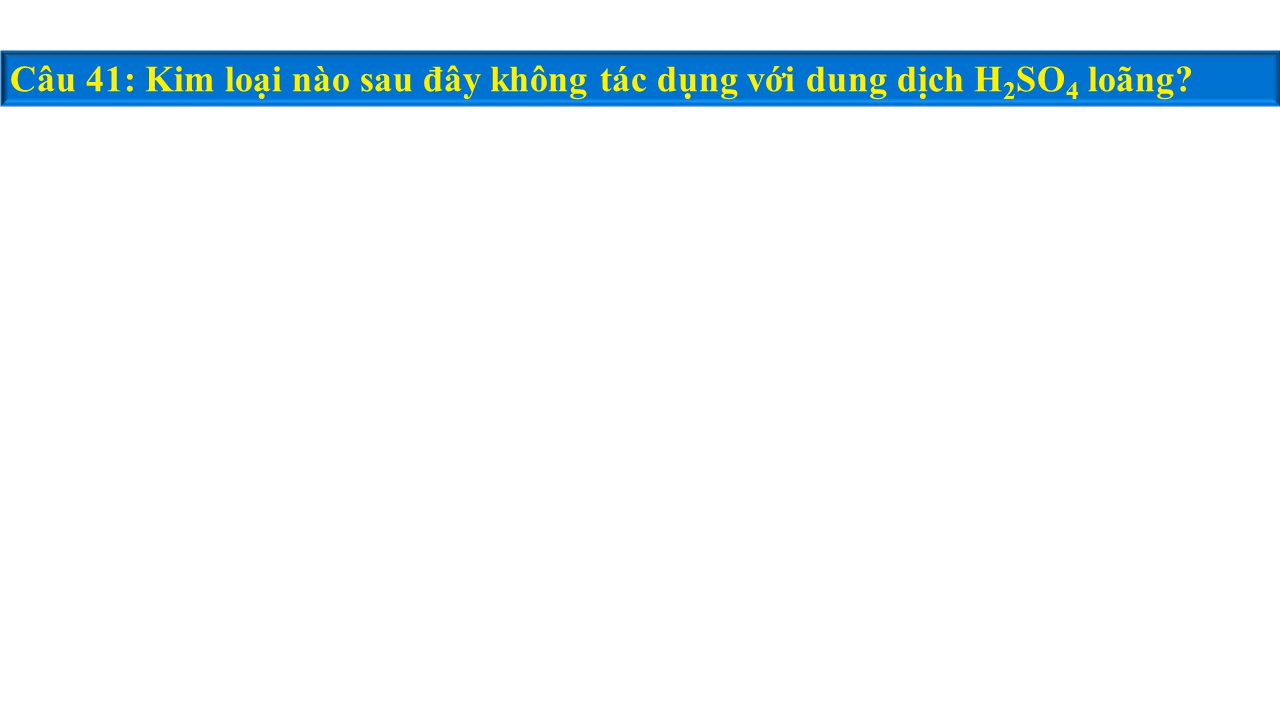 Câu 41: Kim loại nào sau đây không tác dụng với dung dịch H₂SO₄ loãng?